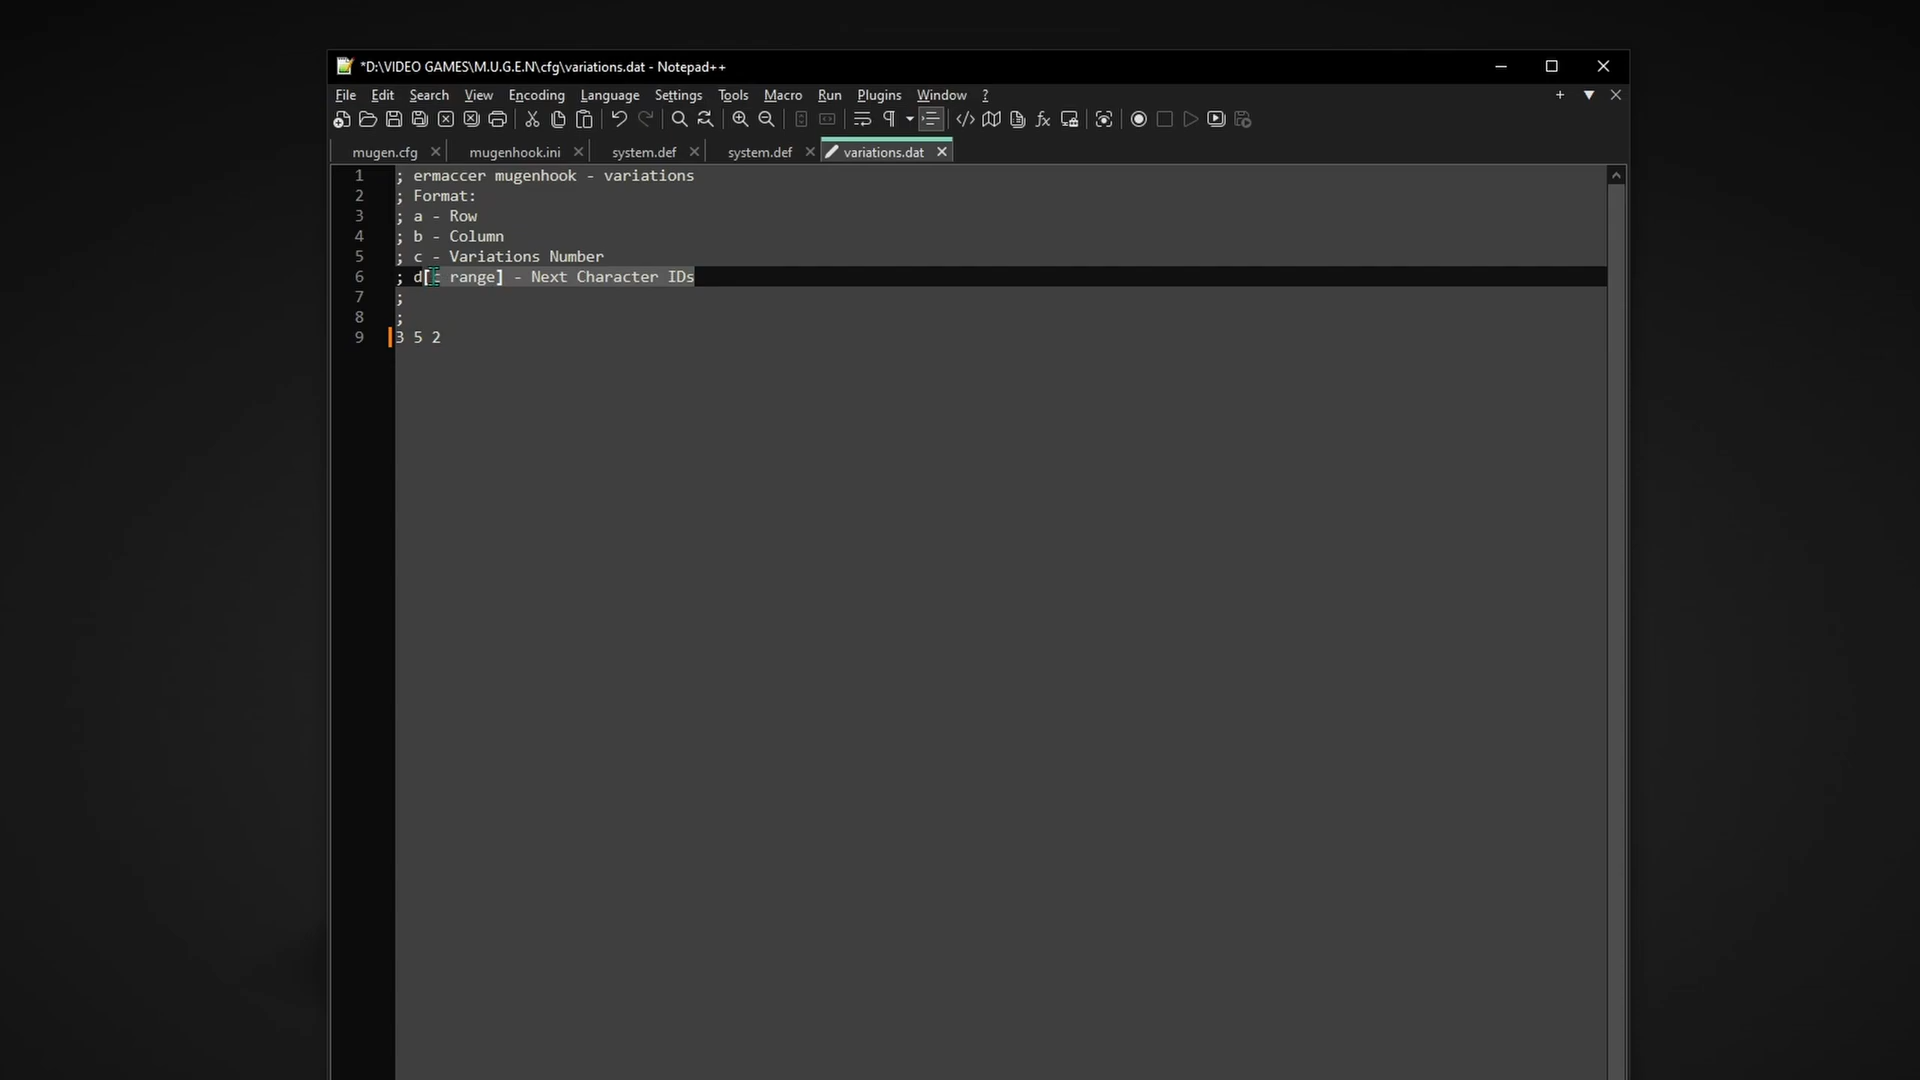 *D:\VIDEO GAMES\M.U.G.E.N\cfg\variations.dat - Notepad++
File Edit Search View Encoding Language Settings Tools Macro Run Plugins Window ?
mugen.cfg mugenhook.ini system.def system.def variations.dat
1 ; ermaccer mugenhook - variations
2 ; Format:
3 ; a - Row
4 ; b - Column
5 ; c - Variations Number
6 ; d[c range] - Next Character IDs
7 ;
8 ;
9 3 5 2